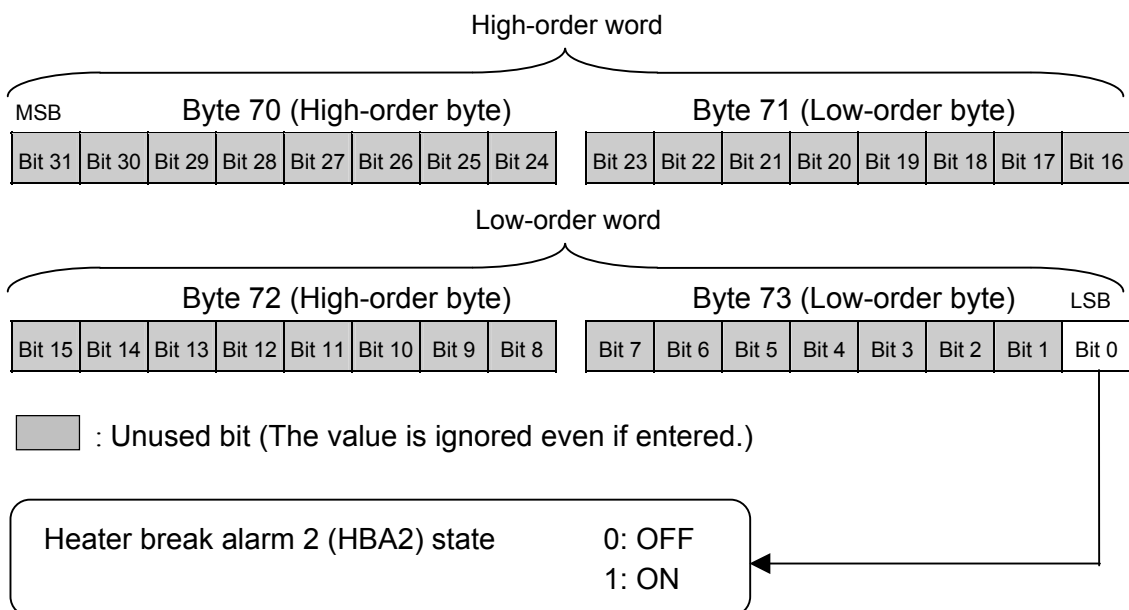 High-order word
MSB Byte 70 (High-order byte) Byte 71 (Low-order byte)
Bit 31 Bit 30 Bit 29 Bit 28 Bit 27 Bit 26 Bit 25 Bit 24 Bit 23 Bit 22 Bit 21 Bit 20 Bit 19 Bit 18 Bit 17 Bit 16
Low-order word
Byte 72 (High-order byte) Byte 73 (Low-order byte) LSB
Bit 15 Bit 14 Bit 13 Bit 12 Bit 11 Bit 10 Bit 9 Bit 8 Bit 7 Bit 6 Bit 5 Bit 4 Bit 3 Bit 2 Bit 1 Bit 0
: Unused bit (The value is ignored even if entered.)
Heater break alarm 2 (HBA2) state 0: OFF
1: ON